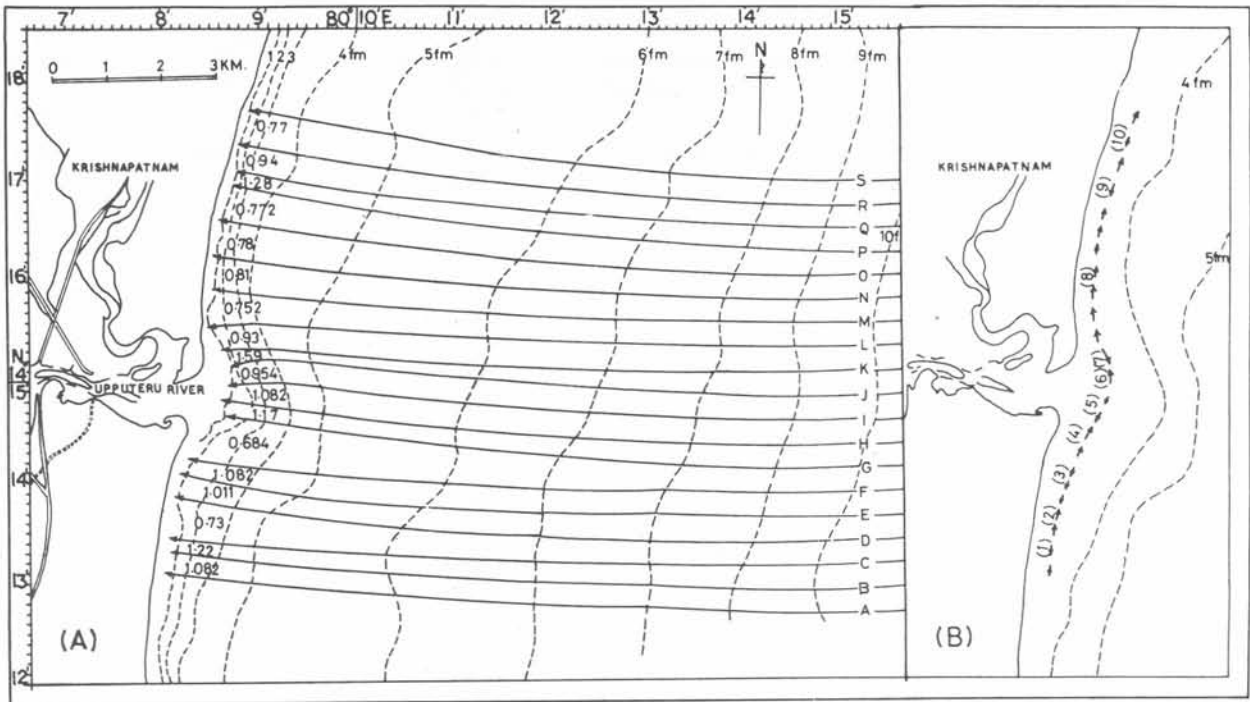 7' 8' 9' 80° 10'E 11' 12' 13' 14' 15'
1 2 3 4fm 5fm 6fm 7fm 8fm 9fm
N
0 1 2 3 KM.
18'
17'
16'
N
14°
15'
14'
13'
12'
KRISHNAPATNAM
UPPUTERU RIVER
0.77
0.94
1.28
0.772
0.78
0.81
0.752
0.93
1.59
0.954
1.082
1.17
0.684
1.082
1.011
0.73
1.22
1.082
S
R
Q
P
10f
O
N
M
L
K
J
I
H
G
F
E
D
C
B
A
(A)
KRISHNAPATNAM
4fm
5fm
(10)
(9)
(8)
(7)
(6)
(5)
(4)
(3)
(2)
(1)
(B)